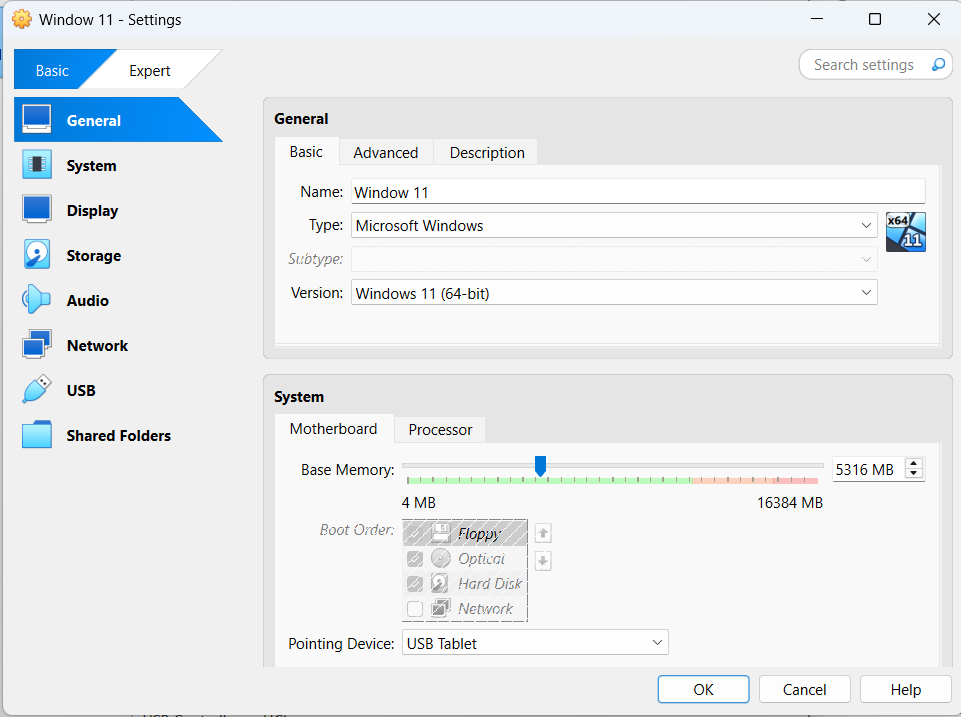 Window 11 - Settings
Basic
Expert
Search settings
General
System
Display
Storage
Audio
Network
USB
Shared Folders
General
Basic
Advanced
Description
Name: Window 11
Type: Microsoft Windows
x64
11
Subtype:
Version: Windows 11 (64-bit)
System
Motherboard
Processor
Base Memory: 5316 MB
4 MB 16384 MB
Boot Order: Floppy
Optical
Hard Disk
Network
Pointing Device: USB Tablet
OK
Cancel
Help